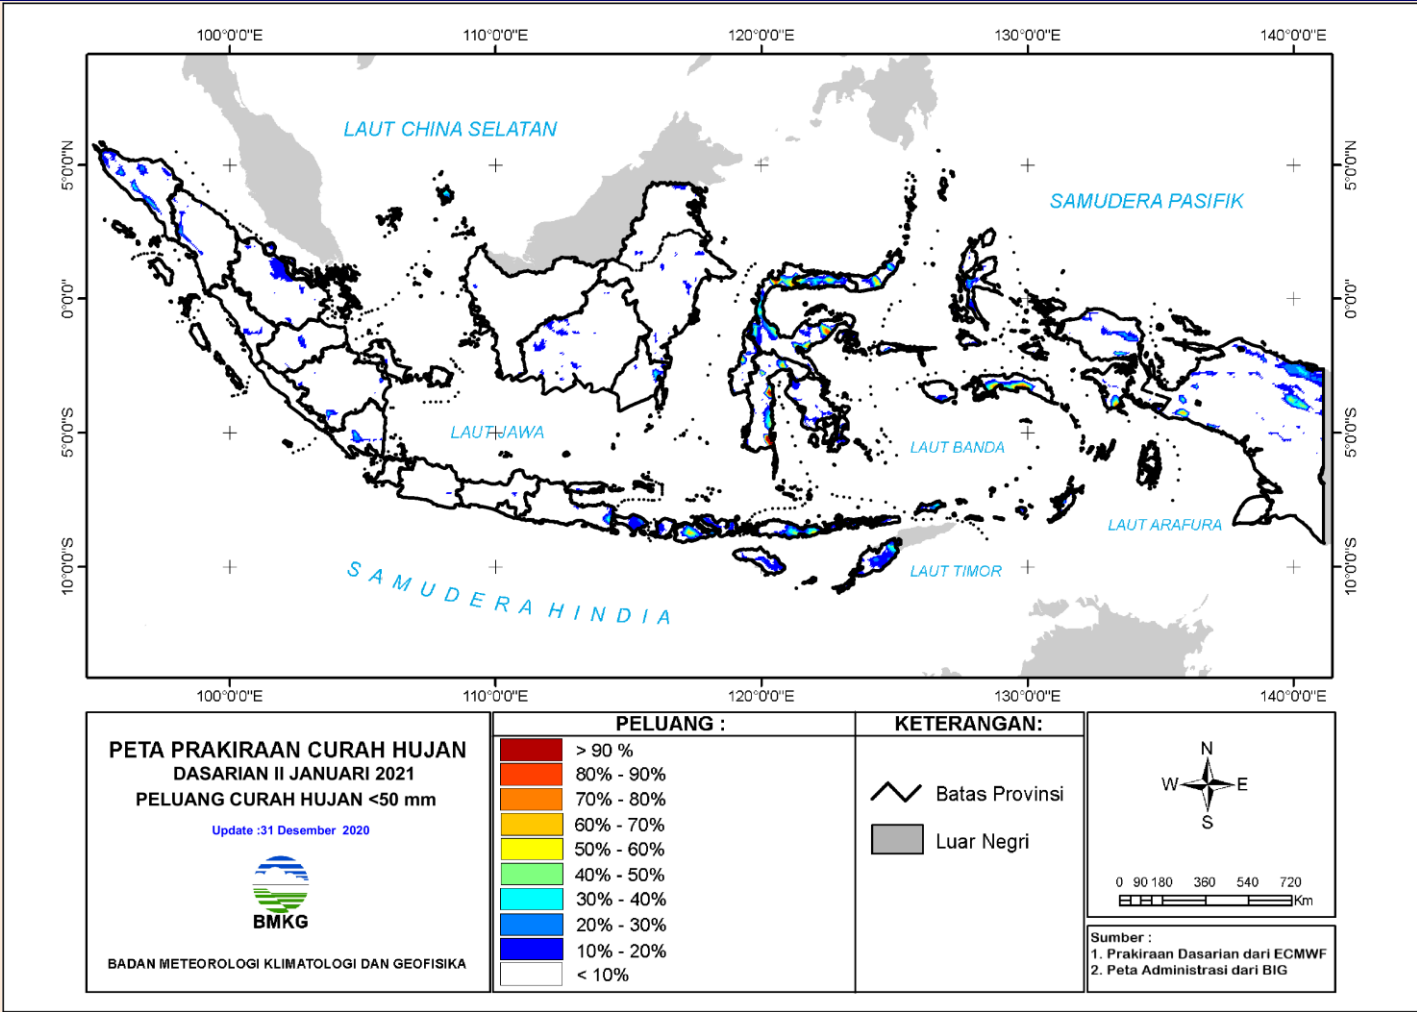 100°0'0"E 110°0'0"E 120°0'0"E 130°0'0"E 140°0'0"E
5°0'0"N 5°0'0"N
0°0'0" 0°0'0"
5°0'0"S 5°0'0"S
10°0'0"S 10°0'0"S
LAUT CHINA SELATAN
SAMUDERA PASIFIK
LAUT JAWA
LAUT BANDA
LAUT ARAFURA
LAUT TIMOR
SAMUDERA HINDIA
100°0'0"E 110°0'0"E 120°0'0"E 130°0'0"E 140°0'0"E
PETA PRAKIRAAN CURAH HUJAN
DASARIAN II JANUARI 2021
PELUANG CURAH HUJAN <50 mm
Update :31 Desember 2020
BMKG
BADAN METEOROLOGI KLIMATOLOGI DAN GEOFISIKA
PELUANG :
> 90 %
80% - 90%
70% - 80%
60% - 70%
50% - 60%
40% - 50%
30% - 40%
20% - 30%
10% - 20%
< 10%
KETERANGAN:
Batas Provinsi
Luar Negri
N
W E
S
0 90 180 360 540 720
Km
Sumber :
1. Prakiraan Dasarian dari ECMWF
2. Peta Administrasi dari BIG